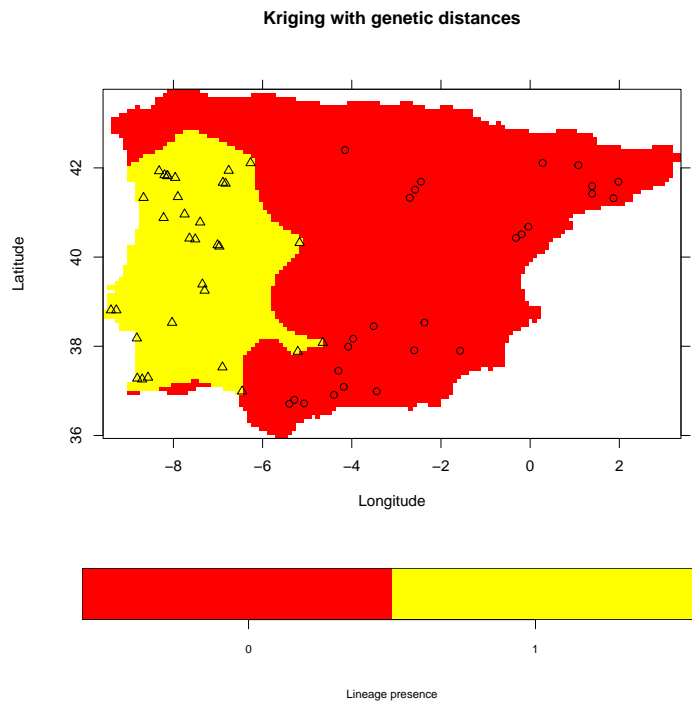 Kriging with genetic distances
42
40
38
36
Latitude
−8 −6 −4 −2 0 2
Longitude
0 1
Lineage presence